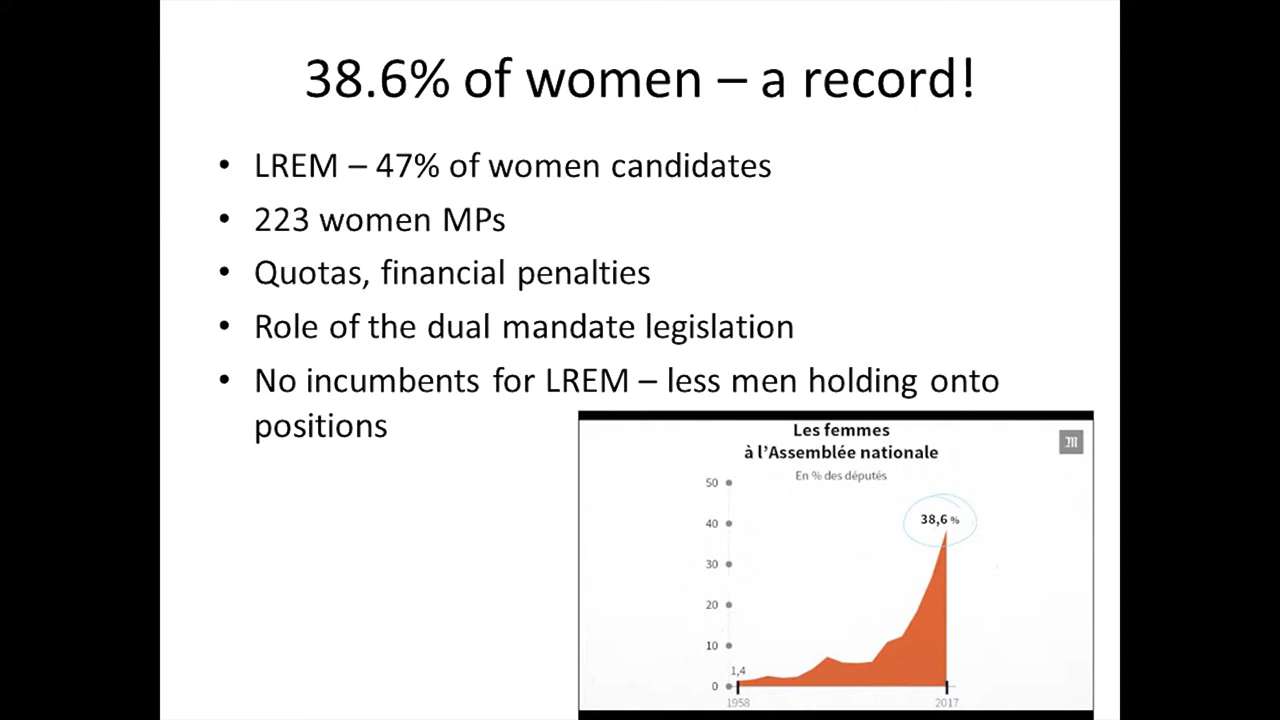 38.6% of women – a record!
• LREM – 47% of women candidates
• 223 women MPs
• Quotas, financial penalties
• Role of the dual mandate legislation
• No incumbents for LREM – less men holding onto
positions
Les femmes
à l'Assemblée nationale
M
En % des députés
50
38,6 %
40
30
20
10
1,4
0
1958 2017